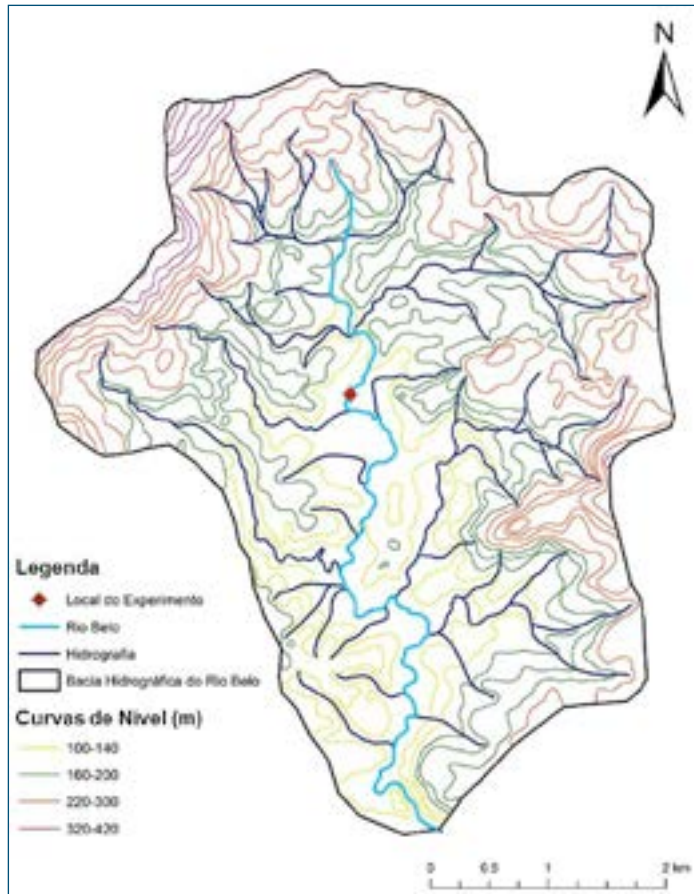 N
Legenda
Local do Experimento
Rio Belo
Hidrografia
Bacia Hidrográfica do Rio Belo
Curvas de Nível (m)
100-140
160-200
220-300
320-420
0 0.5 1 2 km